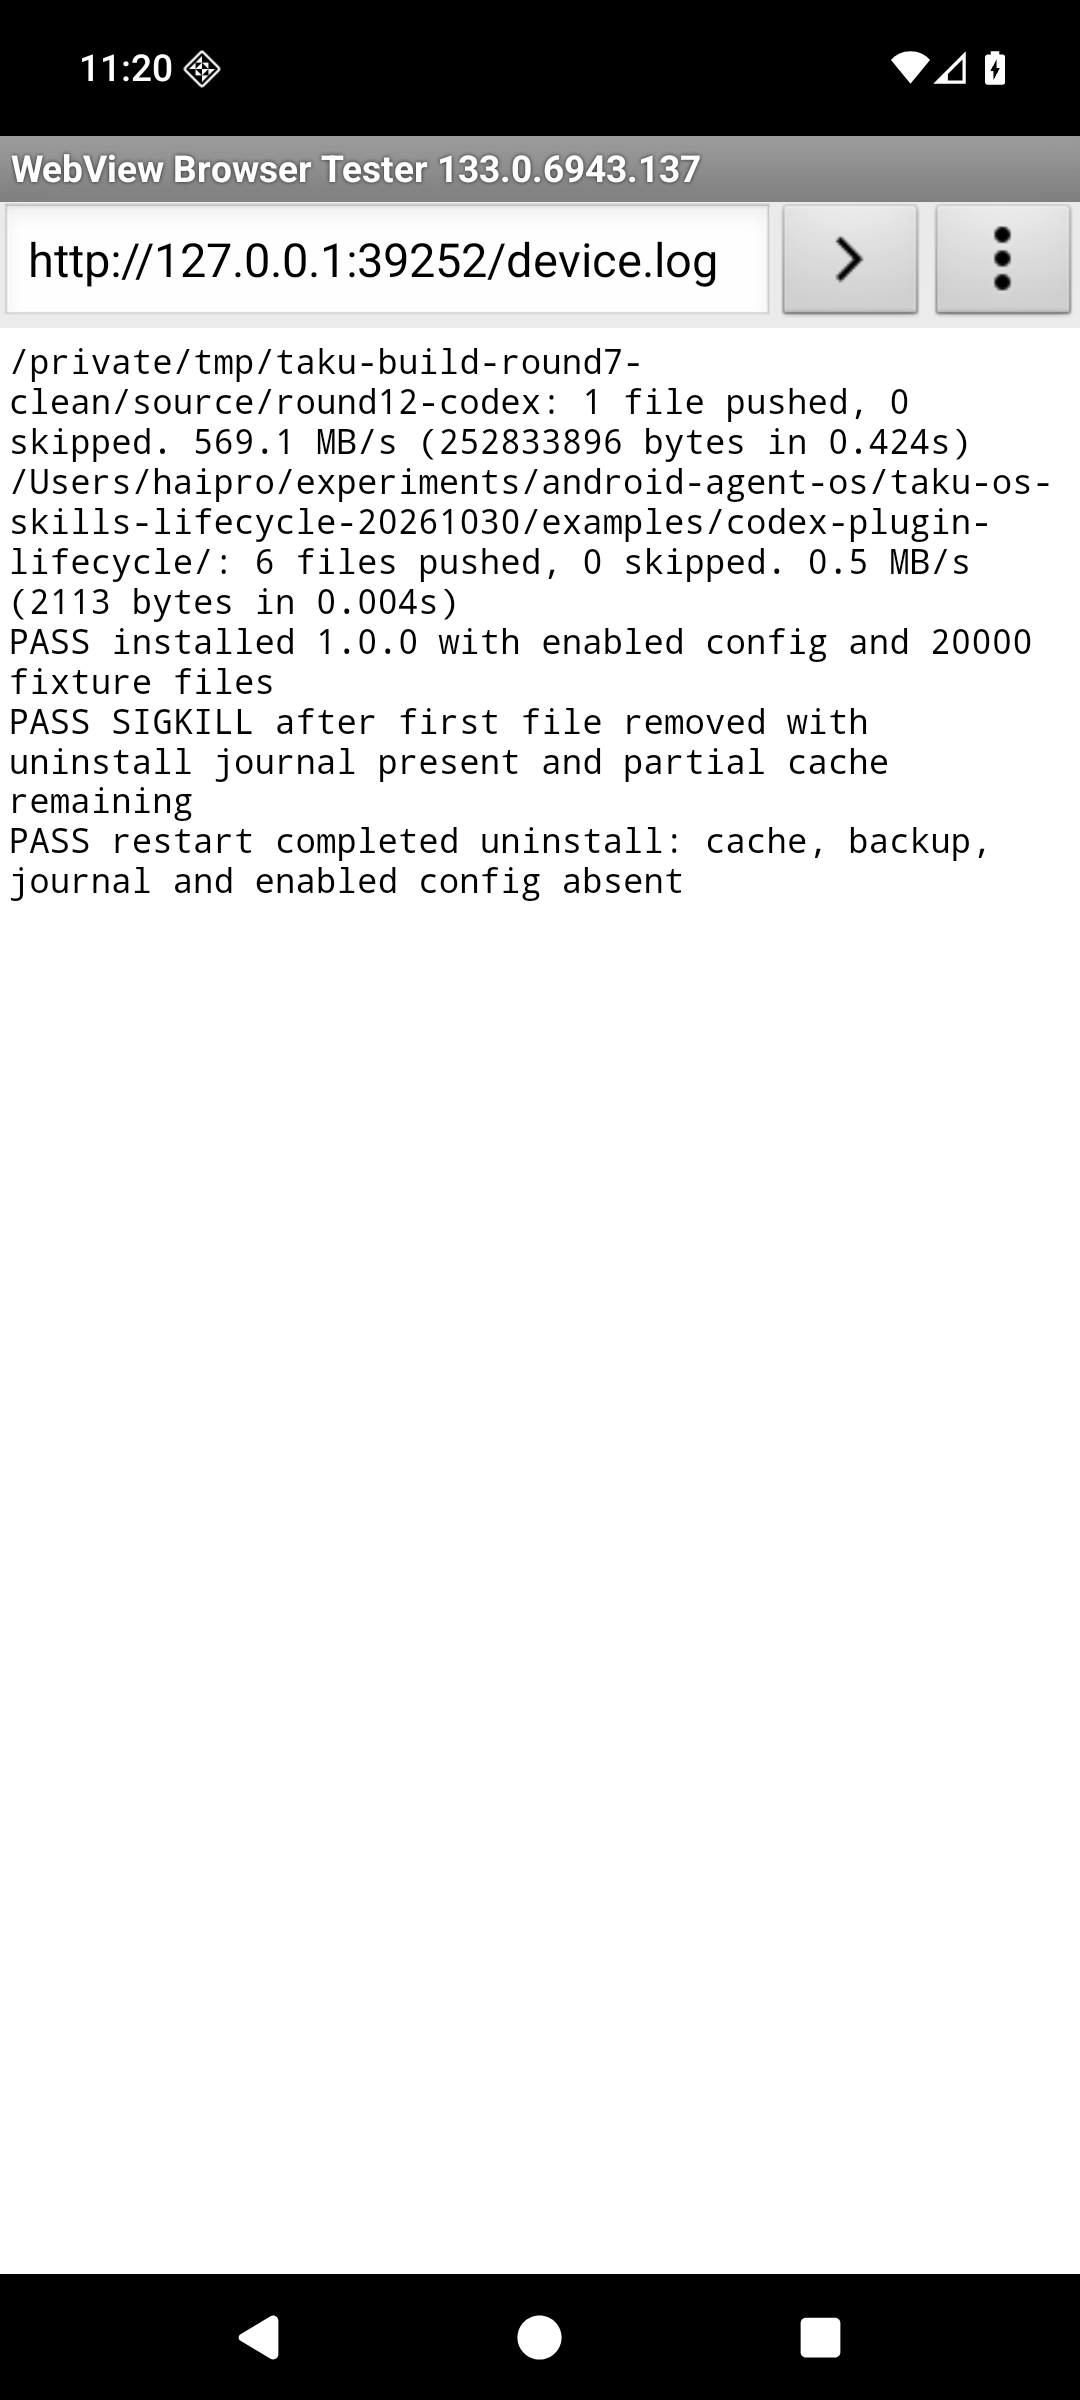 11:20
WebView Browser Tester 133.0.6943.137
http://127.0.0.1:39252/device.log
/private/tmp/taku-build-round7-
clean/source/round12-codex: 1 file pushed, 0
skipped. 569.1 MB/s (252833896 bytes in 0.424s)
/Users/haipro/experiments/android-agent-os/taku-os-
skills-lifecycle-20261030/examples/codex-plugin-
lifecycle/: 6 files pushed, 0 skipped. 0.5 MB/s
(2113 bytes in 0.004s)
PASS installed 1.0.0 with enabled config and 20000
fixture files
PASS SIGKILL after first file removed with
uninstall journal present and partial cache
remaining
PASS restart completed uninstall: cache, backup,
journal and enabled config absent